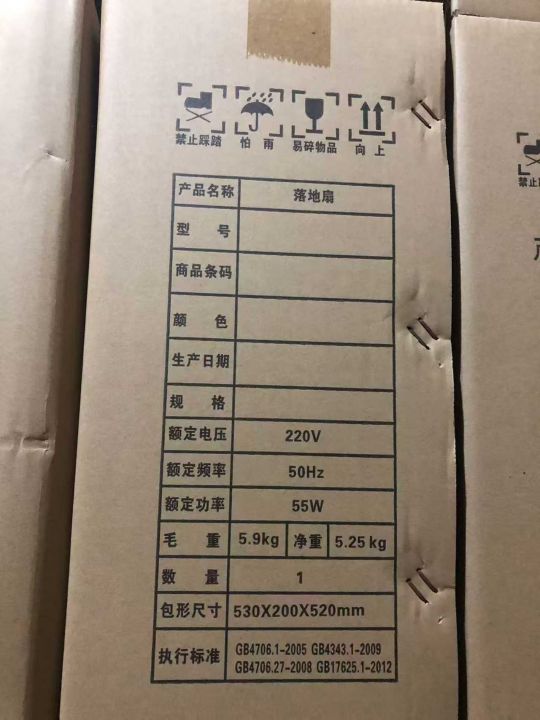 禁止踩踏 怕雨 易碎物品 向上
产品名称 落地扇
型号
商品条码
颜色
生产日期
规格
额定电压 220V
额定频率 50Hz
额定功率 55W
毛重 5.9kg 净重 5.25kg
数量 1
包形尺寸 530X200X520mm
执行标准 GB4706.1-2005 GB4343.1-2009
GB4706.27-2008 GB17625.1-2012
禁止